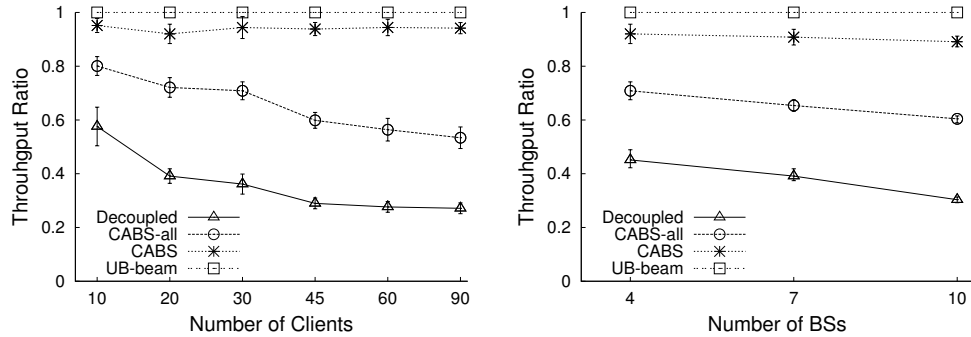 Throuhgput Ratio
1
0.8
0.6
0.4
0.2
0
Decoupled
CABS-all
CABS
UB-beam
10 20 30 45 60 90
Number of Clients
Throuhgput Ratio
1
0.8
0.6
0.4
0.2
0
Decoupled
CABS-all
CABS
UB-beam
4 7 10
Number of BSs